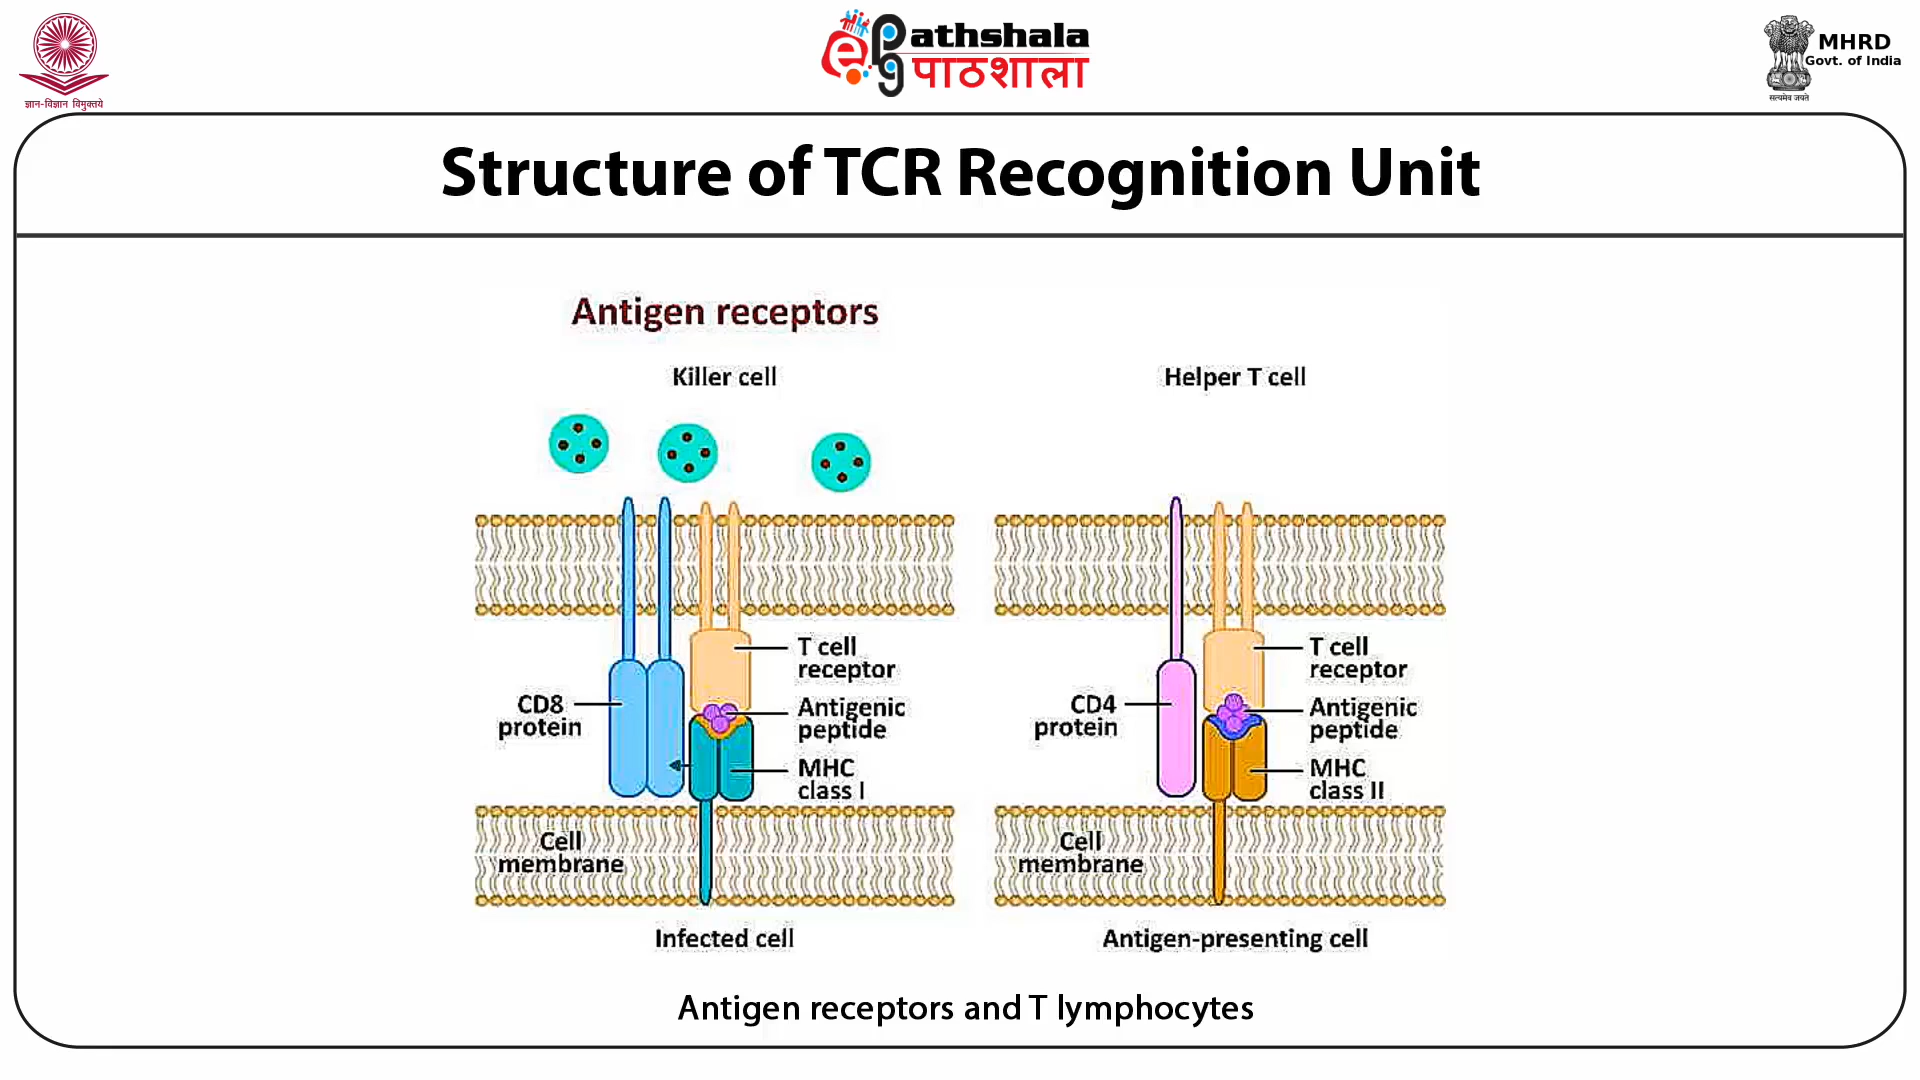 ज्ञान-विज्ञान विमुक्तये
ePathshala
पाठशाला
MHRD
Govt. of India
सत्यमेव जयते
Structure of TCR Recognition Unit
Antigen receptors
Killer cell
Helper T cell
CD8
protein
T cell
receptor
Antigenic
peptide
MHC
class I
Cell
membrane
Infected cell
CD4
protein
T cell
receptor
Antigenic
peptide
MHC
class II
Cell
membrane
Antigen-presenting cell
Antigen receptors and T lymphocytes